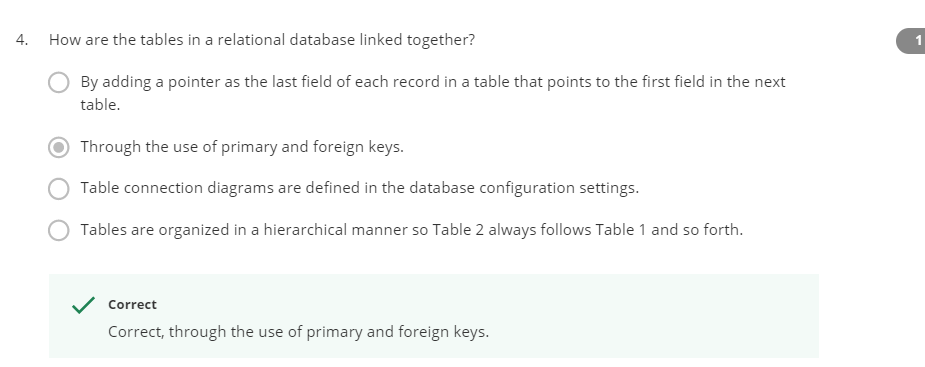 4. How are the tables in a relational database linked together?
1
By adding a pointer as the last field of each record in a table that points to the first field in the next
table.
Through the use of primary and foreign keys.
Table connection diagrams are defined in the database configuration settings.
Tables are organized in a hierarchical manner so Table 2 always follows Table 1 and so forth.
Correct
Correct, through the use of primary and foreign keys.